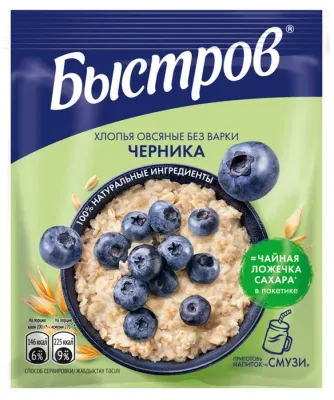 Быстров®
ХЛОПЬЯ ОВСЯНЫЕ БЕЗ ВАРКИ
ЧЕРНИКА
100% НАТУРАЛЬНЫЕ ИНГРЕДИЕНТЫ
≈ЧАЙНАЯ
ЛОЖЕЧКА
САХАРА*
в пакетике
146 ккал
225 ккал
6%
9%
ПРИГОТОВЬ
НАПИТОК-"СМУЗИ"
СПОСОБ СЕРВИРОВКИ/ЖАБДЫКТАУ ТӘСІЛІ